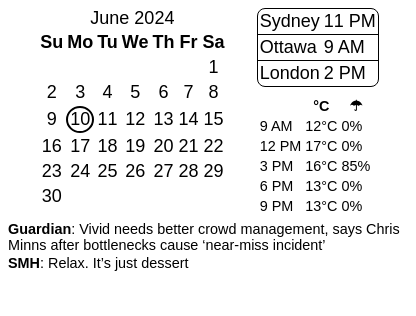 June 2024
Su Mo Tu We Th Fr Sa
1
2 3 4 5 6 7 8
9 10 11 12 13 14 15
16 17 18 19 20 21 22
23 24 25 26 27 28 29
30
Sydney 11 PM
Ottawa 9 AM
London 2 PM
°C ☂
9 AM 12°C 0%
12 PM 17°C 0%
3 PM 16°C 85%
6 PM 13°C 0%
9 PM 13°C 0%
Guardian: Vivid needs better crowd management, says Chris
Minns after bottlenecks cause ‘near-miss incident’
SMH: Relax. It’s just dessert